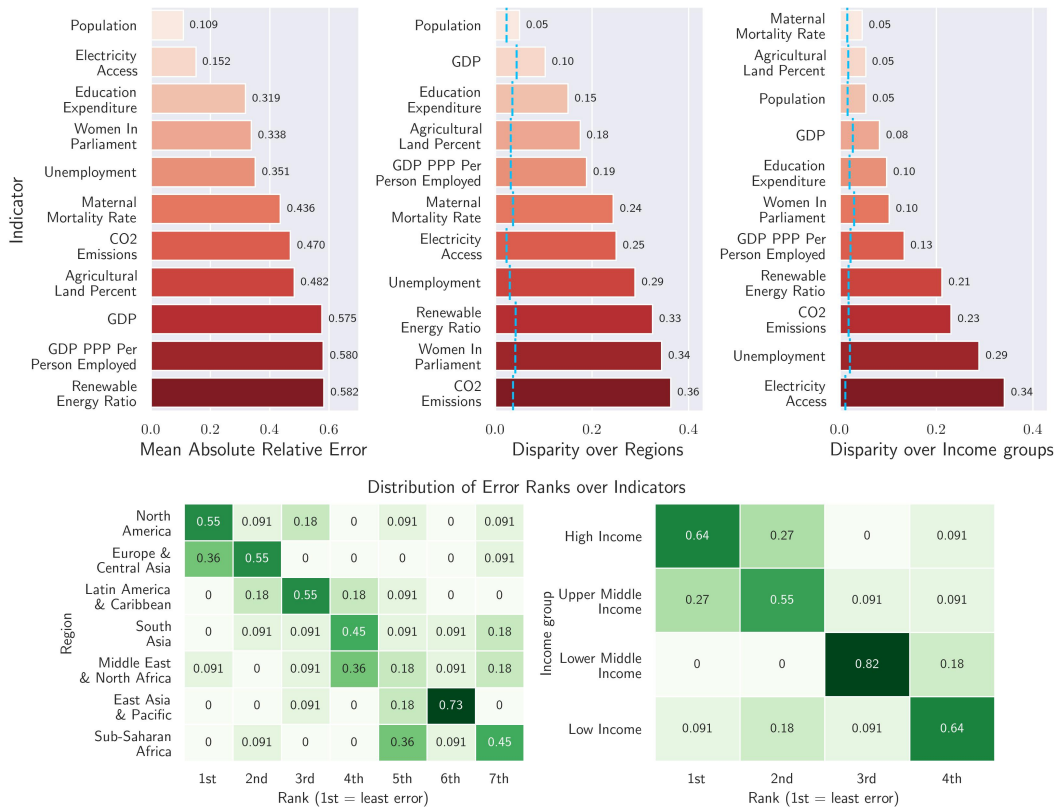 Indicator
Population
0.109
Electricity
Access
0.152
Education
Expenditure
0.319
Women In
Parliament
0.338
Unemployment
0.351
Maternal
Mortality Rate
0.436
CO2
Emissions
0.470
Agricultural
Land Percent
0.482
GDP
0.575
GDP PPP Per
Person Employed
0.580
Renewable
Energy Ratio
0.582
0.0 0.2 0.4 0.6
Mean Absolute Relative Error
Population
0.05
GDP
0.10
Education
Expenditure
0.15
Agricultural
Land Percent
0.18
GDP PPP Per
Person Employed
0.19
Maternal
Mortality Rate
0.24
Electricity
Access
0.25
Unemployment
0.29
Renewable
Energy Ratio
0.33
Women In
Parliament
0.34
CO2
Emissions
0.36
0.0 0.2 0.4
Disparity over Regions
Maternal
Mortality Rate
0.05
Agricultural
Land Percent
0.05
Population
0.05
GDP
0.08
Education
Expenditure
0.10
Women In
Parliament
0.10
GDP PPP Per
Person Employed
0.13
Renewable
Energy Ratio
0.21
CO2
Emissions
0.23
Unemployment
0.29
Electricity
Access
0.34
0.0 0.2 0.4
Disparity over Income groups
Distribution of Error Ranks over Indicators
Region
North
America
0.55 0.091 0.18 0 0.091 0 0.091
Europe &
Central Asia
0.36 0.55 0 0 0 0 0.091
Latin America
& Caribbean
0 0.18 0.55 0.18 0.091 0 0
South
Asia
0 0.091 0.091 0.45 0.091 0.091 0.18
Middle East
& North Africa
0.091 0 0.091 0.36 0.18 0.091 0.18
East Asia
& Pacific
0 0 0.091 0 0.18 0.73 0
Sub-Saharan
Africa
0 0.091 0 0 0.36 0.091 0.45
1st 2nd 3rd 4th 5th 6th 7th
Rank (1st = least error)
Income group
High Income
0.64 0.27 0 0.091
Upper Middle
Income
0.27 0.55 0.091 0.091
Lower Middle
Income
0 0 0.82 0.18
Low Income
0.091 0.18 0.091 0.64
1st 2nd 3rd 4th
Rank (1st = least error)